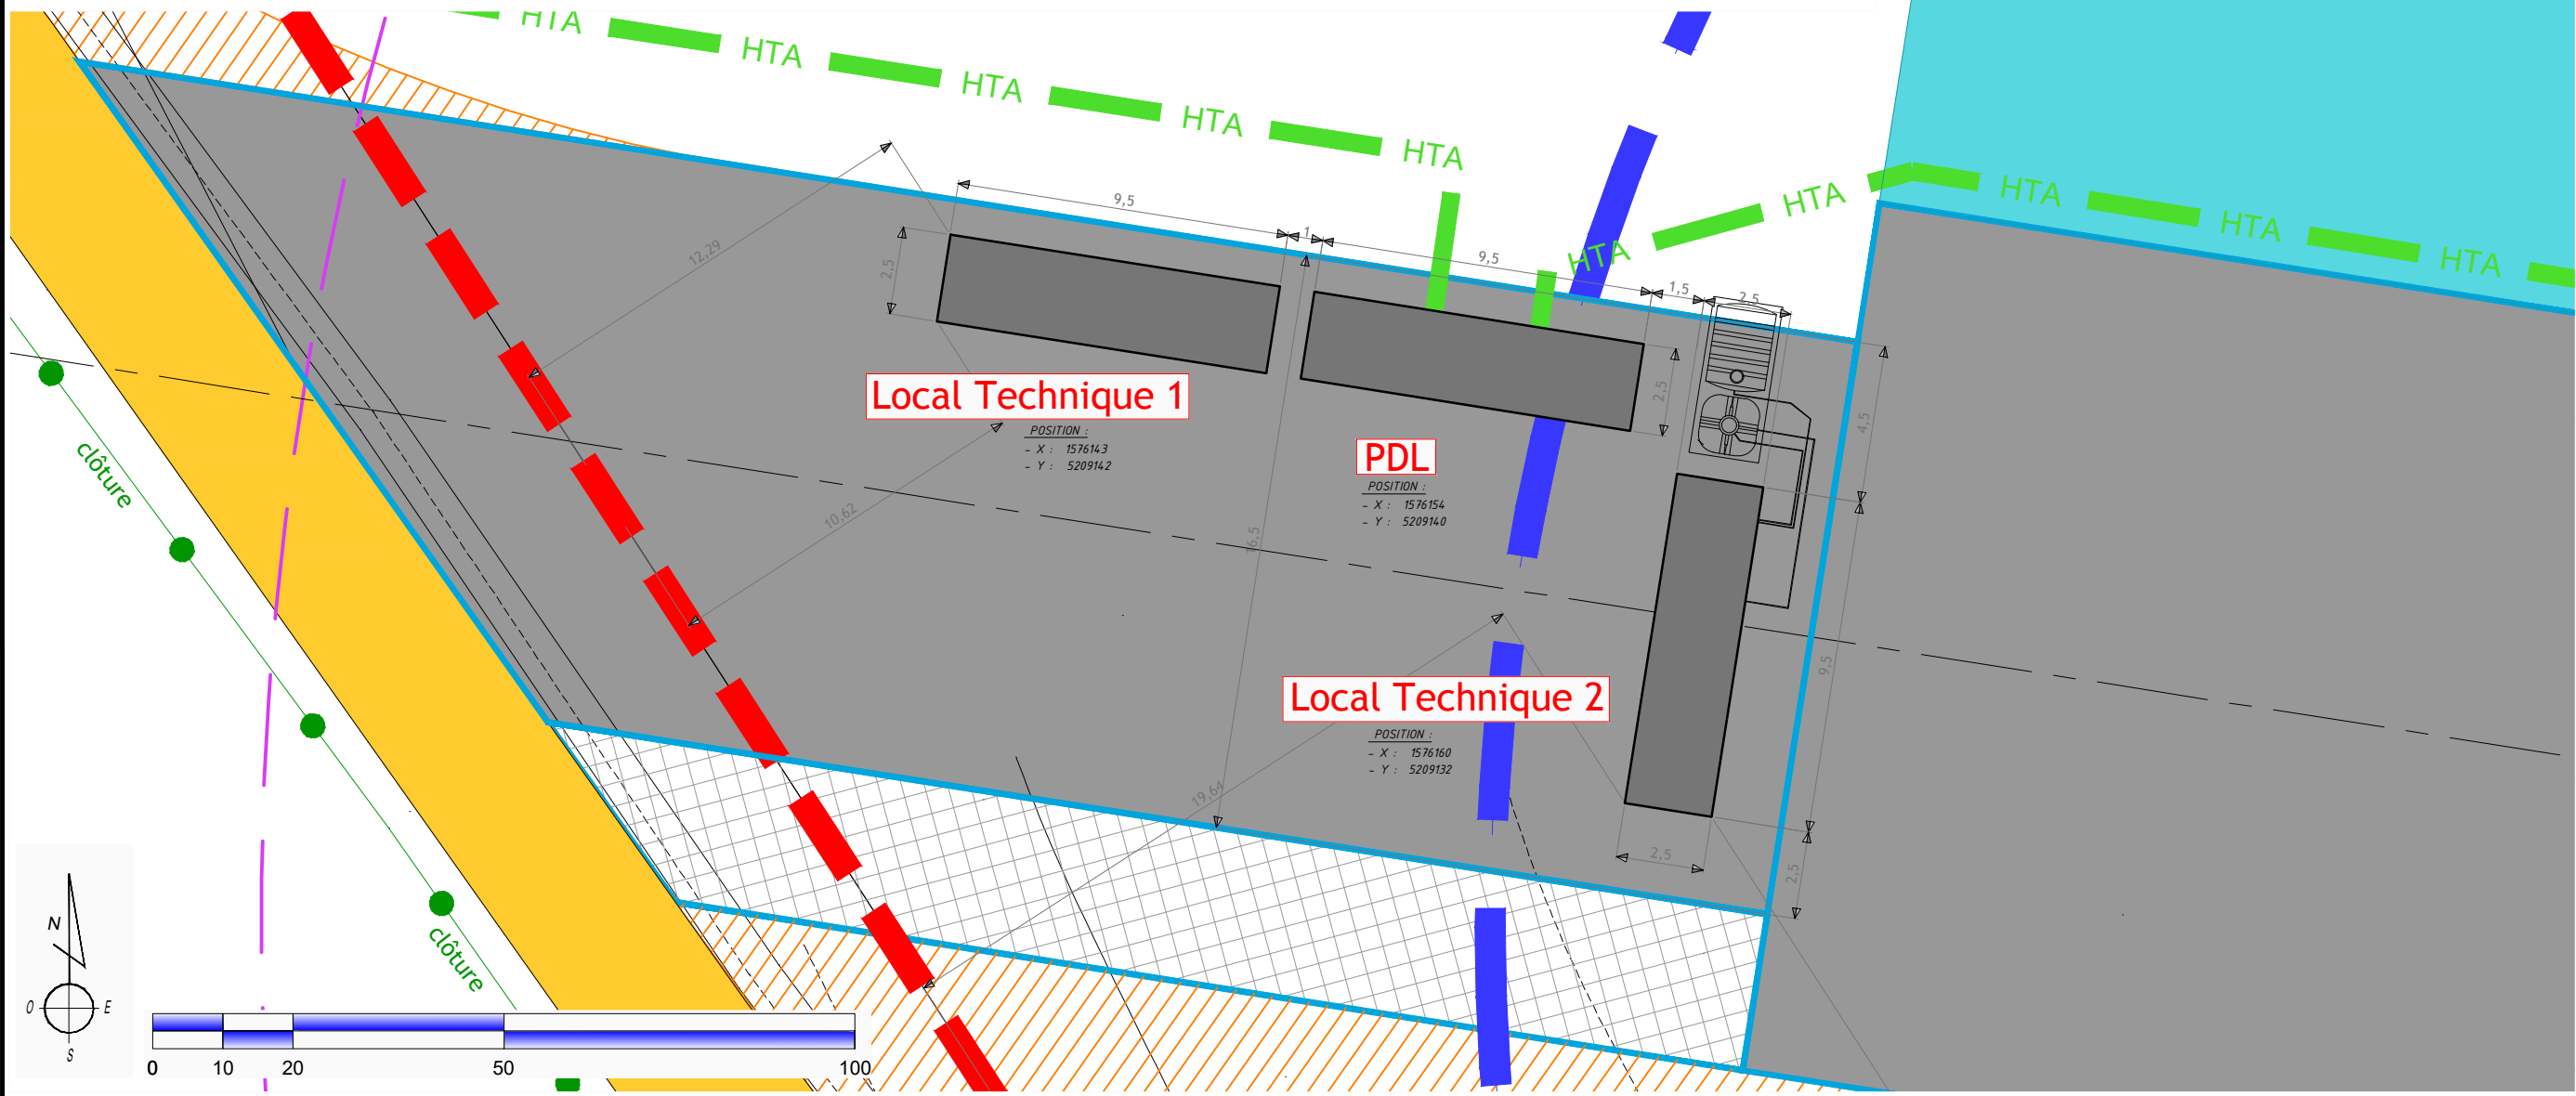 HTA
HTA
HTA
HTA
HTA
HTA
HTA
HTA
HTA
HTA
9,5
1
9,5
1,5
2,5
12,29
2,5
2,5
4,5
Local Technique 1
POSITION :
- X : 1576143
- Y : 5209142
PDL
POSITION :
- X : 1576154
- Y : 5209140
clôture
10,62
16,5
9,5
Local Technique 2
POSITION :
- X : 1576160
- Y : 5209132
19,64
2,5
2,5
clôture
N
O
E
S
0
10
20
50
100